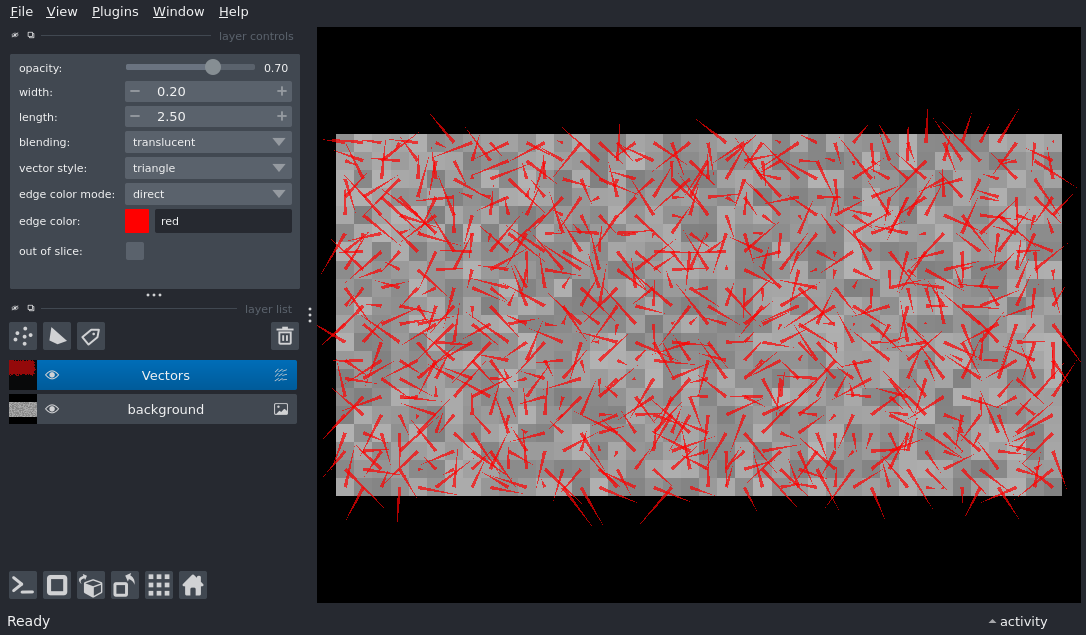 File View Plugins Window Help
layer controls
opacity: 0.70
width: − 0.20 +
length: − 2.50 +
blending: translucent
vector style: triangle
edge color mode: direct
edge color: red
out of slice:
layer list
Vectors
background
Ready
activity